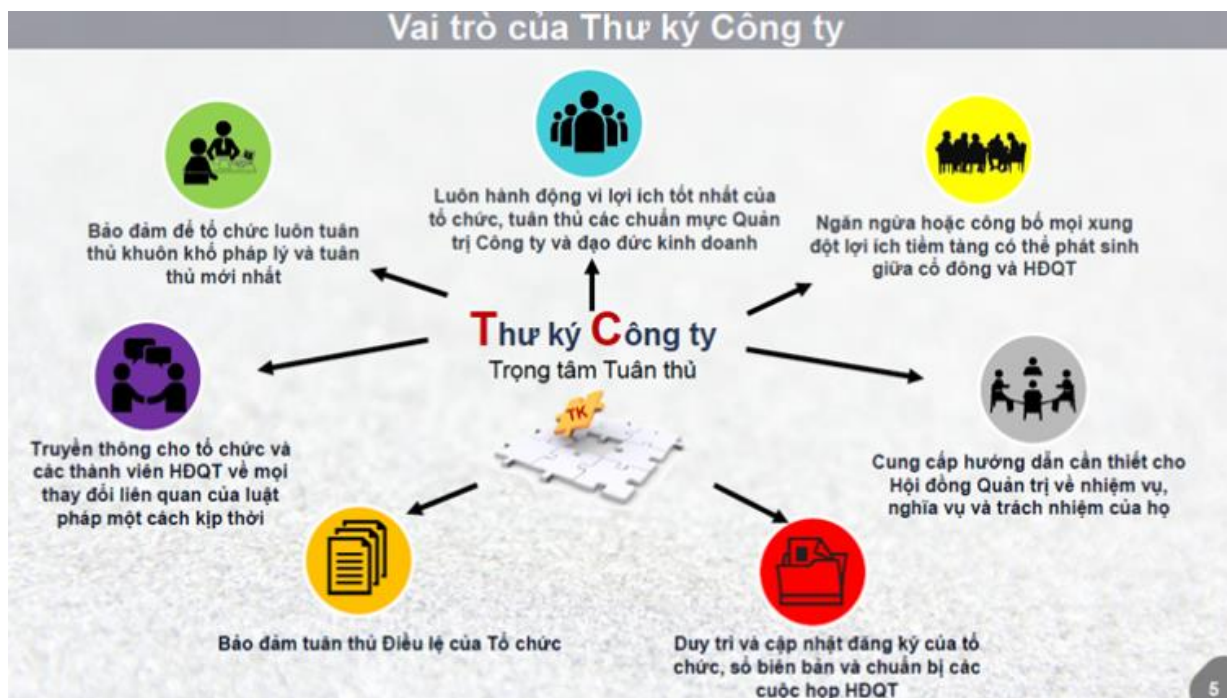 Vai trò của Thư ký Công ty
Bảo đảm để tổ chức luôn tuân
thủ khuôn khổ pháp lý và tuân
thủ mới nhất
Luôn hành động vì lợi ích tốt nhất của
tổ chức, tuân thủ các chuẩn mực Quản
trị Công ty và đạo đức kinh doanh
Ngăn ngừa hoặc công bố mọi xung
đột lợi ích tiềm tàng có thể phát sinh
giữa cổ đông và HĐQT
Thư ký Công ty
Trọng tâm Tuân thủ
TK
Truyền thông cho tổ chức và
các thành viên HĐQT về mọi
thay đổi liên quan của luật
pháp một cách kịp thời
Cung cấp hướng dẫn cần thiết cho
Hội đồng Quản trị về nhiệm vụ,
nghĩa vụ và trách nhiệm của họ
Bảo đảm tuân thủ Điều lệ của Tổ chức
Duy trì và cập nhật đăng ký của tổ
chức, sổ biên bản và chuẩn bị các
cuộc họp HĐQT
5